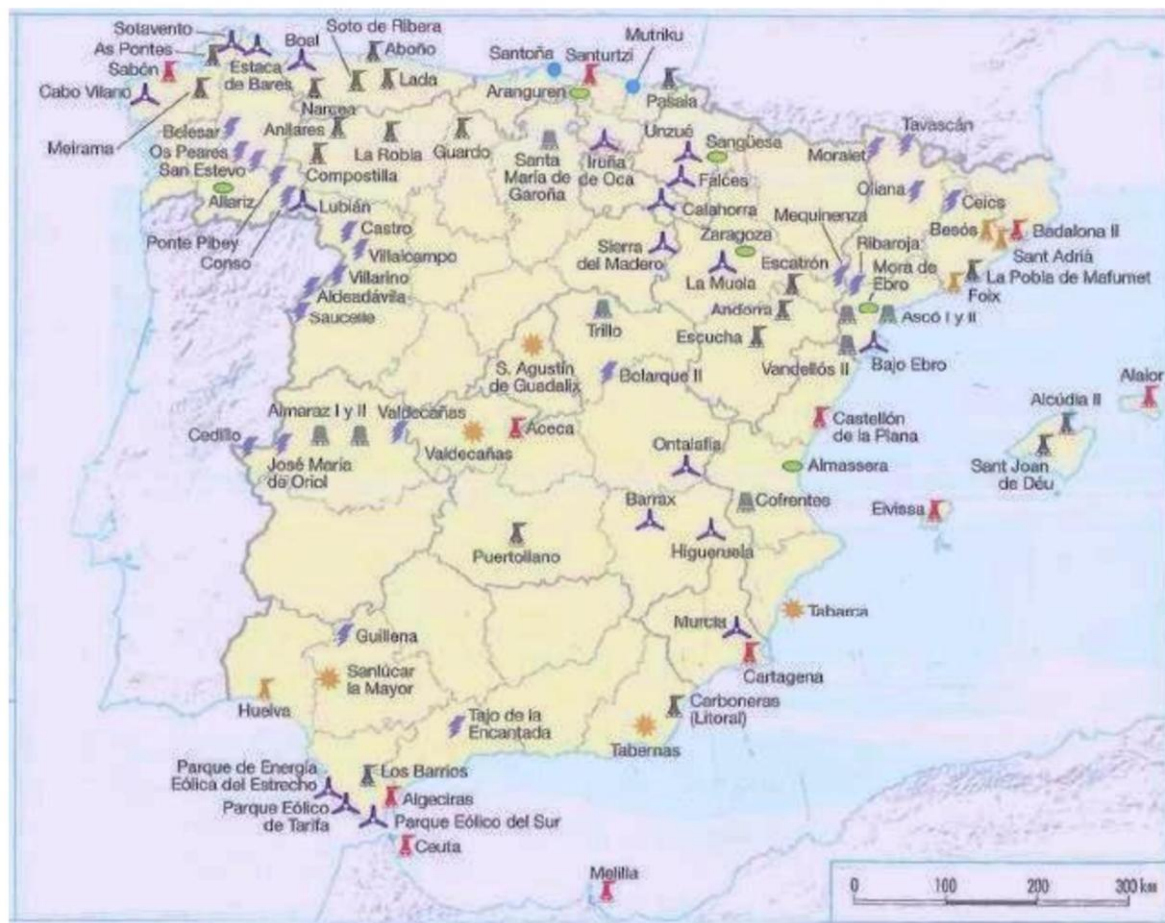 Sotavento
As Pontes
Sabón
Cabo Vilano
Meirama
Estaca
de Bares
Boal
Soto de Ribera
Aboño
Lada
Narcea
Santoña
Santurtzi
Mutriku
Aranguren
Pasaia
Belesar
Os Peares
San Estevo
Allariz
Anllares
La Robla
Compostilla
Guardo
Santa
María de
Garoña
Iruña
de Oca
Unzué
Sangüesa
Falces
Moralet
Tavascán
Oliana
Ceics
Ponte Pibey
Conso
Lubián
Castro
Villalcampo
Villarino
Aldeadávila
Saucelle
Calahorra
Sierra
del Madero
Zaragoza
La Muela
Mequinenza
Escatrón
Ribaroja
Mora de
Ebro
Besós
Badalona II
Sant Adrià
La Pobla de Mafumet
Foix
Andorra
Escucha
Ascó I y II
Vandellós II
Bajo Ebro
Trillo
S. Agustín
de Guadalix
Bolarque II
Almaraz I y II
Valdecañas
Cedillo
José María
de Oriol
Valdecañas
Aceca
Castellón
de la Plana
Alaior
Alcúdia II
Sant Joan
de Déu
Ontalafia
Almassera
Barrax
Cofrentes
Eivissa
Puertollano
Higueruela
Tabarca
Murcia
Cartagena
Guillena
Sanlúcar
la Mayor
Huelva
Tajo de la
Encantada
Carboneras
(Litoral)
Tabernas
Parque de Energía
Eólica del Estrecho
Los Barrios
Algeciras
Parque Eólico
de Tarifa
Parque Eólico del Sur
Ceuta
Melilla
0 100 200 300 km